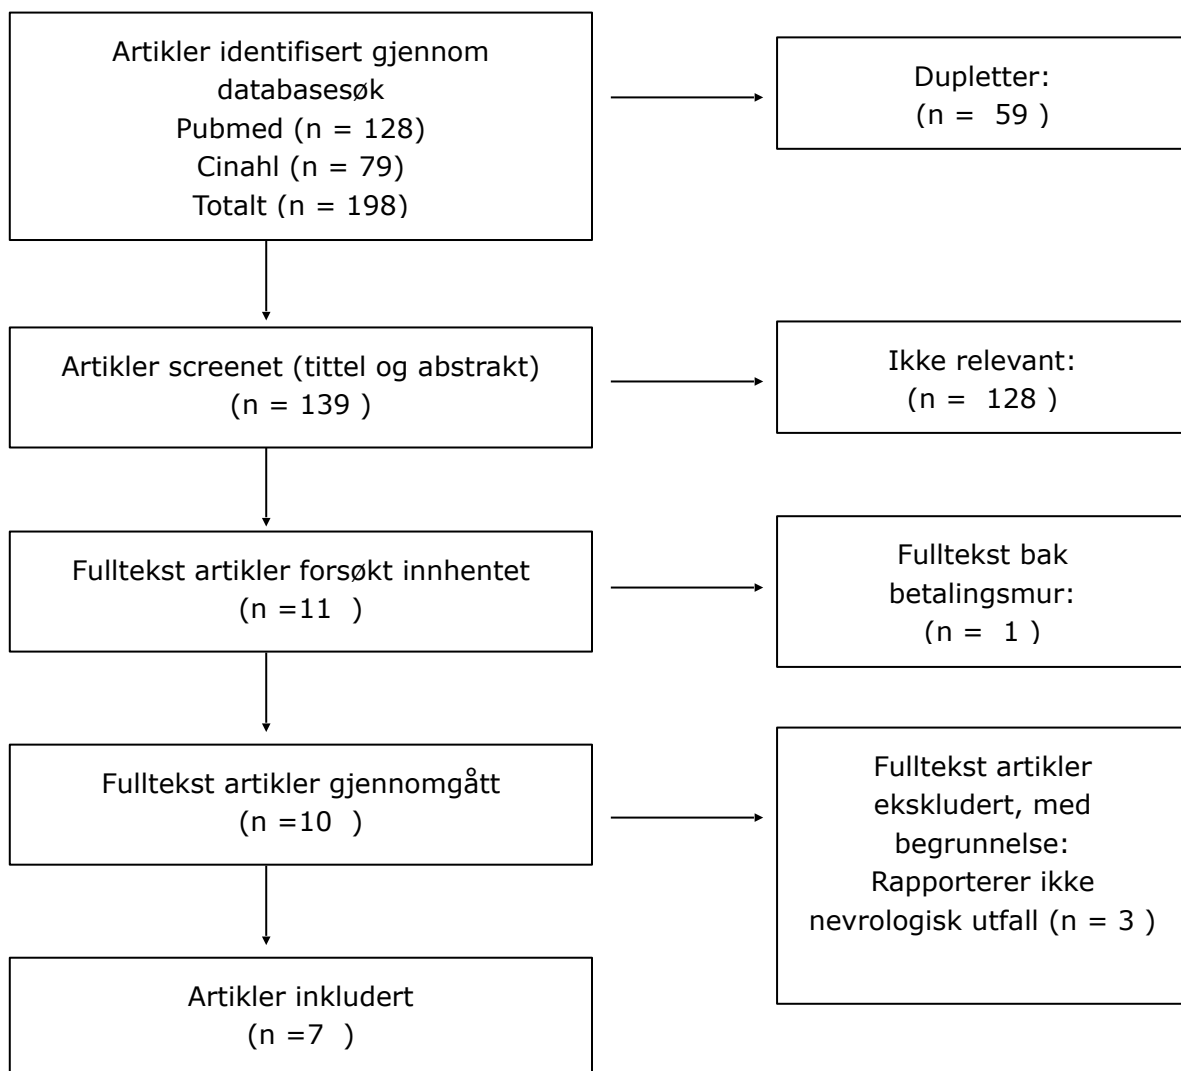 Artikler identifisert gjennom
databasesøk
Pubmed (n = 128)
Cinahl (n = 79)
Totalt (n = 198)
Dupletter:
(n =  59 )
Artikler screenet (tittel og abstrakt)
(n = 139 )
Ikke relevant:
(n =  128 )
Fulltekst artikler forsøkt innhentet
(n =11  )
Fulltekst bak
betalingsmur:
(n =  1 )
Fulltekst artikler gjennomgått
(n =10  )
Fulltekst artikler
ekskludert, med
begrunnelse:
Rapporterer ikke
nevrologisk utfall (n = 3 )
Artikler inkludert
(n =7  )